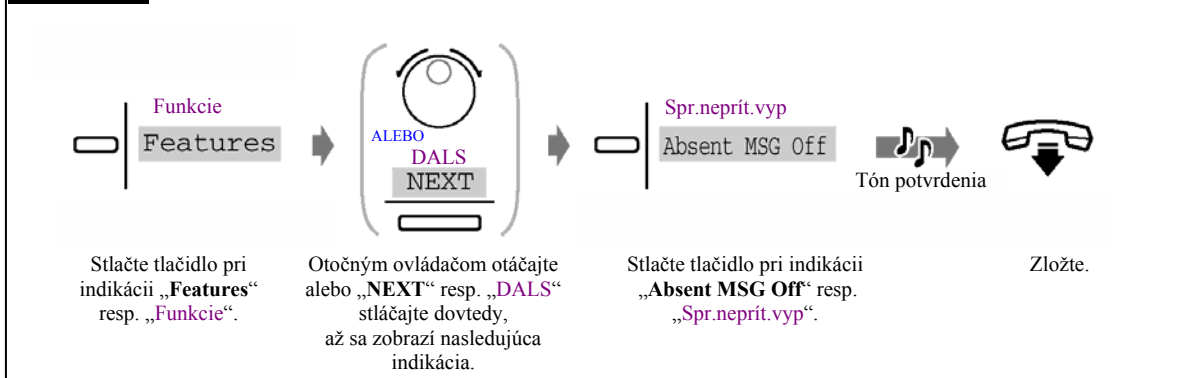 Funkcie
Features
ALEBO
DALS
NEXT
Spr.neprít.vyp
Absent MSG Off
Tón potvrdenia
Stlačte tlačidlo pri
indikácii „Features“
resp. „Funkcie“.
Otočným ovládačom otáčajte
alebo „NEXT“ resp. „DALS“
stláčajte dovtedy,
až sa zobrazí nasledujúca
indikácia.
Stlačte tlačidlo pri indikácii
„Absent MSG Off“ resp.
„Spr.neprít.vyp“.
Zložte.